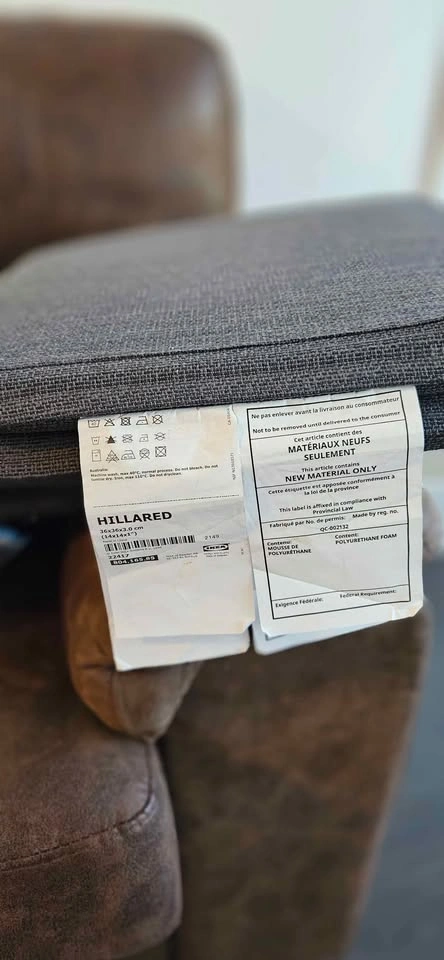 Australia:
Machine wash, max 40°C, normal process. Do not bleach. Do not
tumble dry. Iron, max 110°C. Do not dryclean.
HILLARED
36x36x3.0 cm
(14x14x1")
2149
22417
IKEA
804.169.89
Ne pas enlever avant la livraison au consommateur
Not to be removed until delivered to the consumer
Cet article contient des
MATÉRIAUX NEUFS
SEULEMENT
This article contains
NEW MATERIAL ONLY
Cette étiquette est apposée conformément à
la loi de la province
This label is affixed in compliance with
Provincial Law
Fabriqué par No. de permis: Made by reg. no.
QC-002132
Contenu: Content:
MOUSSE DE POLYURETHANE FOAM
POLYURÉTHANE
Exigence Féderale: Federal Requirement: